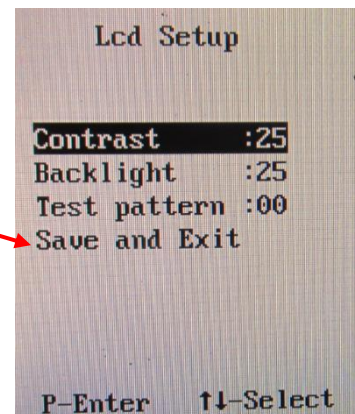 Lcd Setup
Contrast :25
Backlight :25
Test pattern :00
Save and Exit
P-Enter ↑↓-Select